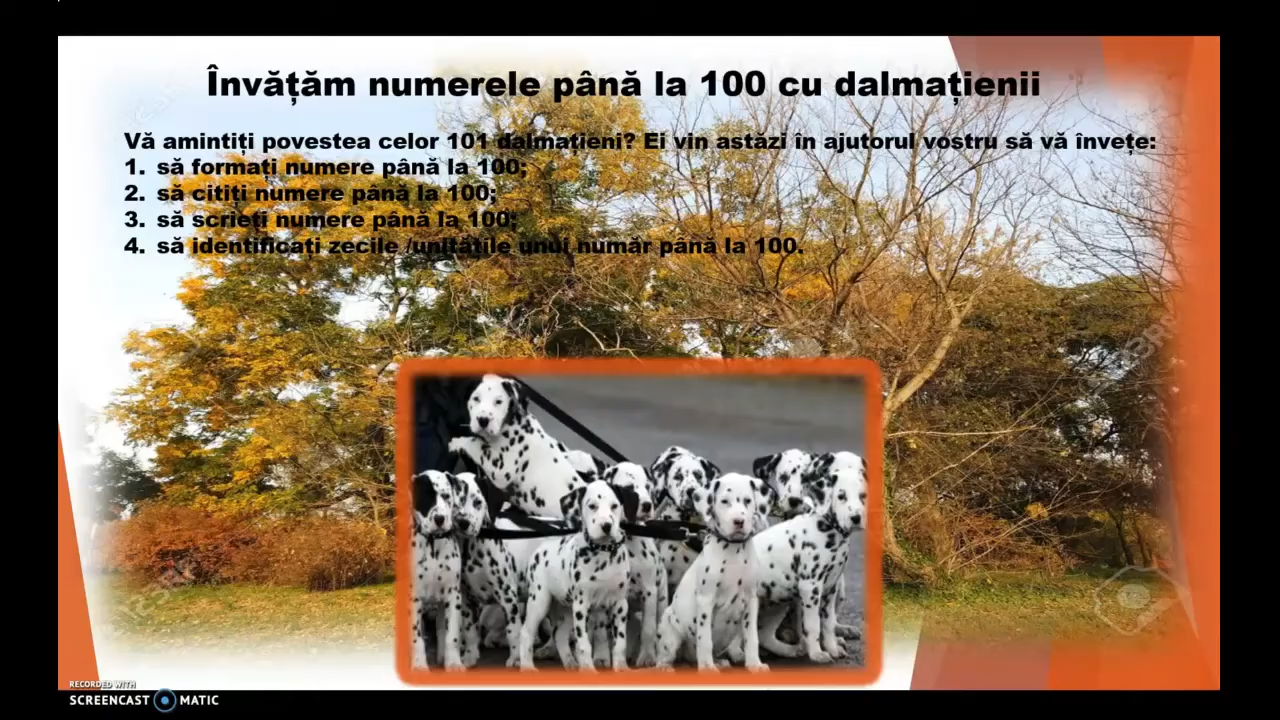 Învățăm numerele până la 100 cu dalmațienii
Vă amintiți povestea celor 101 dalmațieni? Ei vin astăzi în ajutorul vostru să vă învețe:
1. să formați numere până la 100;
2. să citiți numere până la 100;
3. să scrieți numere până la 100;
4. să identificați zecile /unitățile unui număr până la 100.
RECORDED WITH
SCREENCAST MATIC